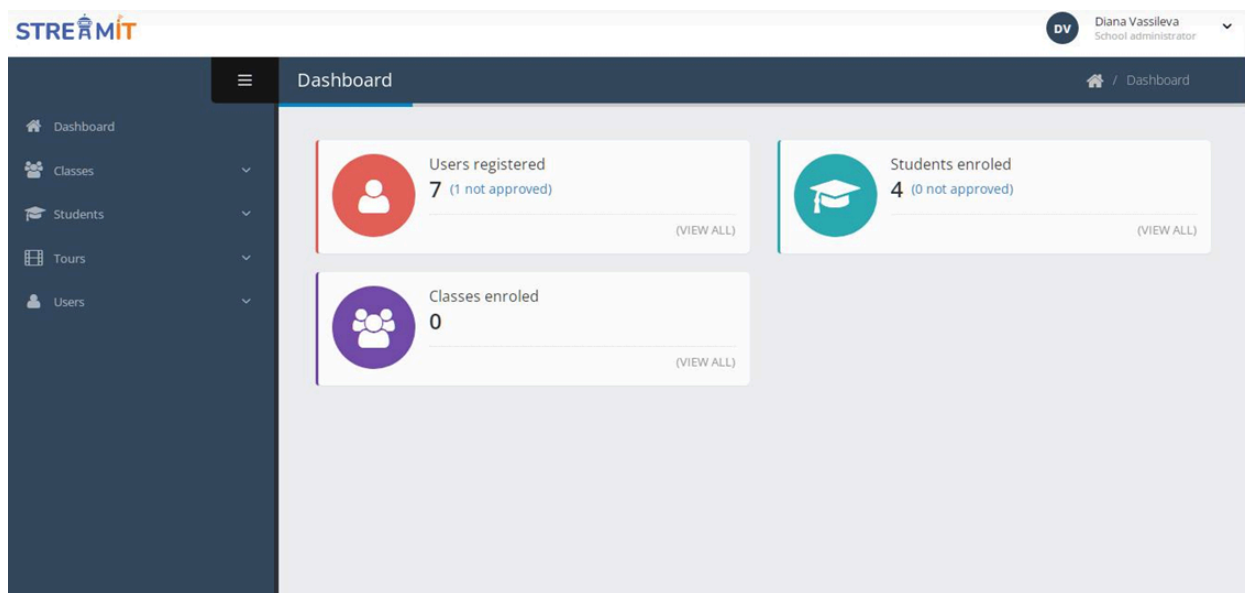 STREAMIT
DV
Diana Vassileva
School administrator
Dashboard
/ Dashboard
Dashboard
Classes
Students
Tours
Users
Users registered
7 (1 not approved)
(VIEW ALL)
Students enroled
4 (0 not approved)
(VIEW ALL)
Classes enroled
0
(VIEW ALL)